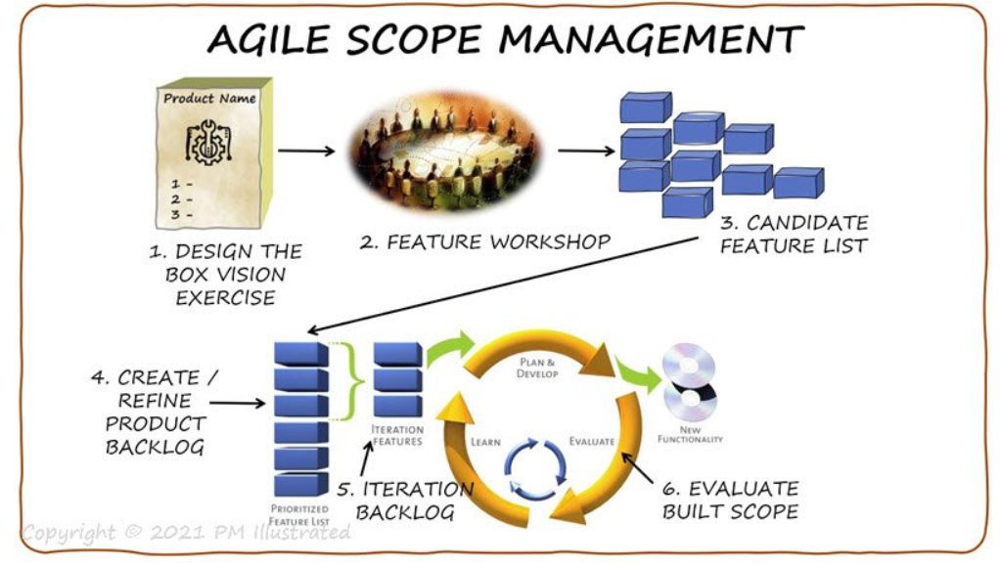 AGILE SCOPE MANAGEMENT
Product Name
1 -
2 -
3 -
1. DESIGN THE
BOX VISION
EXERCISE
2. FEATURE WORKSHOP
3. CANDIDATE
FEATURE LIST
4. CREATE /
REFINE
PRODUCT
BACKLOG
PRIORITIZED
FEATURE LIST
ITERATION
FEATURES
5. ITERATION
BACKLOG
PLAN &
DEVELOP
LEARN
EVALUATE
NEW
FUNCTIONALITY
6. EVALUATE
BUILT SCOPE
Copyright © 2021 PM Illustrated